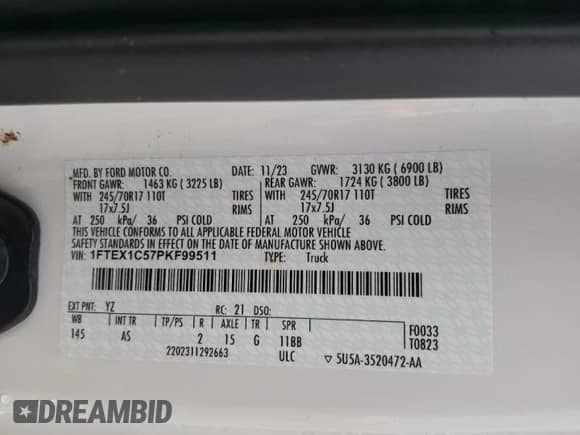 MFD. BY FORD MOTOR CO. DATE: 11/23 GVWR: 3130 KG ( 6900 LB)
FRONT GAWR: 1463 KG ( 3225 LB) REAR GAWR: 1724 KG ( 3800 LB)
WITH 245/70R17 110T TIRES WITH 245/70R17 110T TIRES
17x7.5J RIMS 17x7.5J RIMS
AT 250 kPa/ 36 PSI COLD AT 250 kPa/ 36 PSI COLD
THIS VEHICLE CONFORMS TO ALL APPLICABLE FEDERAL MOTOR VEHICLE
SAFETY STANDARDS IN EFFECT ON THE DATE OF MANUFACTURE SHOWN ABOVE.
VIN: 1FTEX1C57PKF99511 TYPE: Truck
EXT PNT: YZ RC: 21 DSO:
WB INT TR TP/PS R AXLE TR SPR F0033
145 AS 2 15 G 11BB T0823
2202311292663 ULC ▽ 5U5A-3520472-AA
DREAMBID